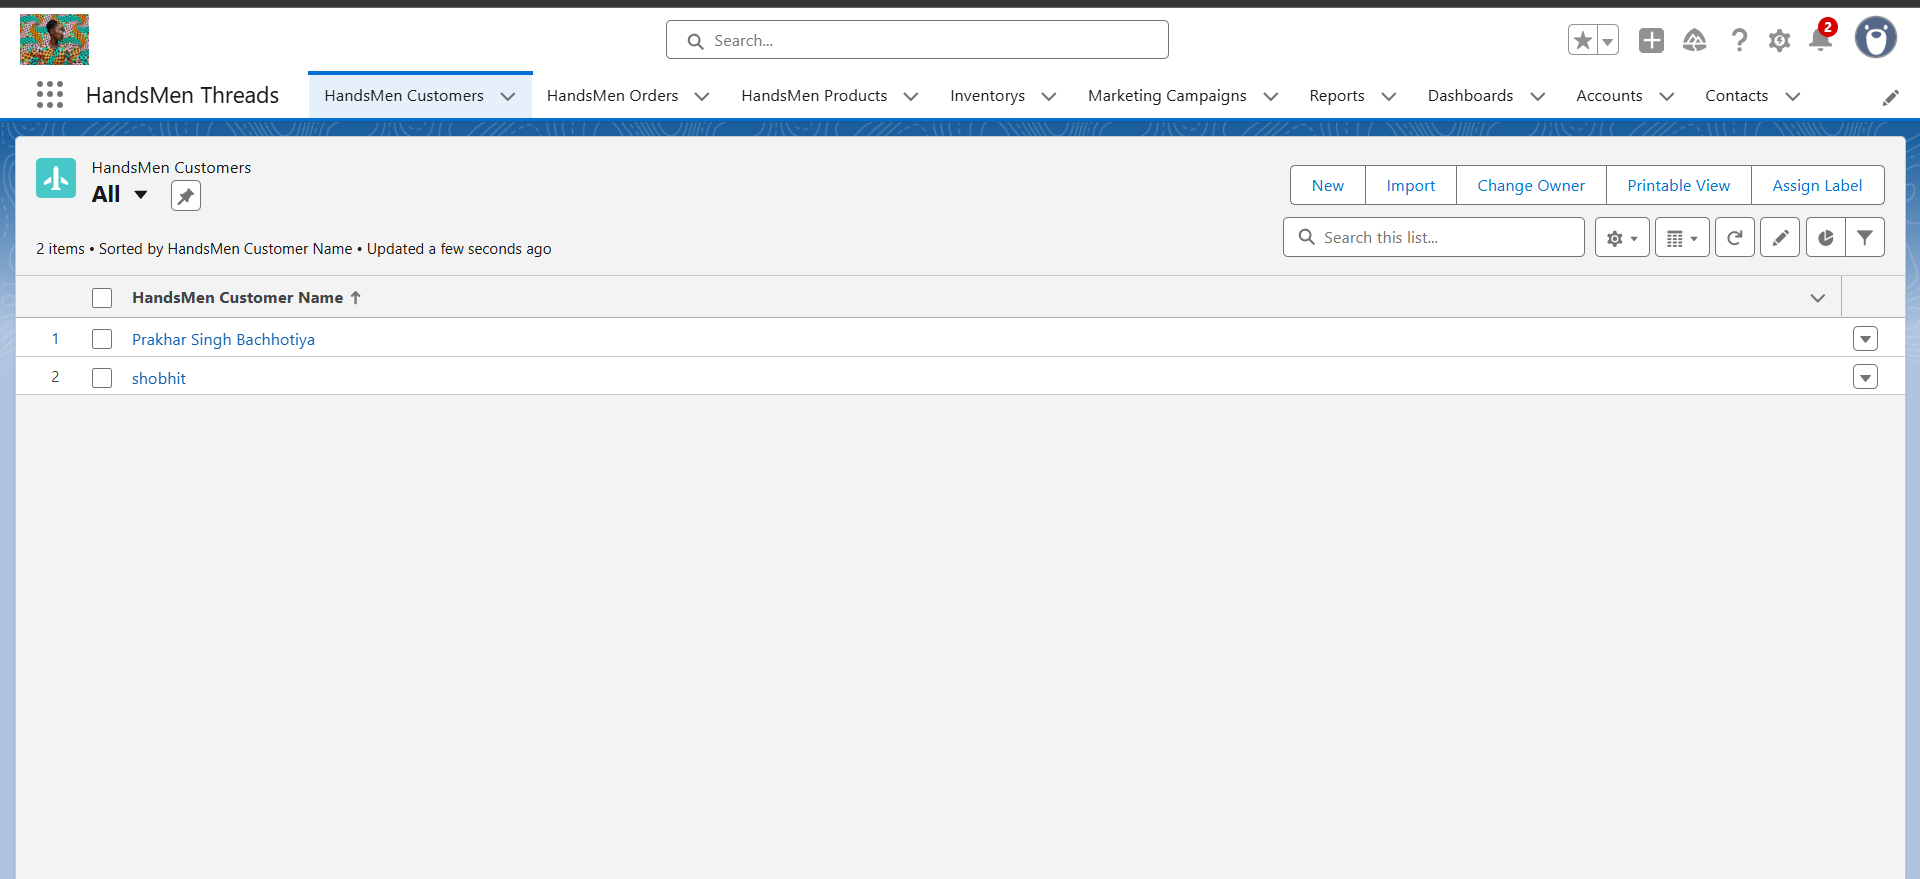 Search...
2
HandsMen Threads
HandsMen Customers
HandsMen Orders
HandsMen Products
Inventorys
Marketing Campaigns
Reports
Dashboards
Accounts
Contacts
HandsMen Customers
All
New
Import
Change Owner
Printable View
Assign Label
2 items • Sorted by HandsMen Customer Name • Updated a few seconds ago
Search this list...
HandsMen Customer Name
1 Prakhar Singh Bachhotiya
2 shobhit